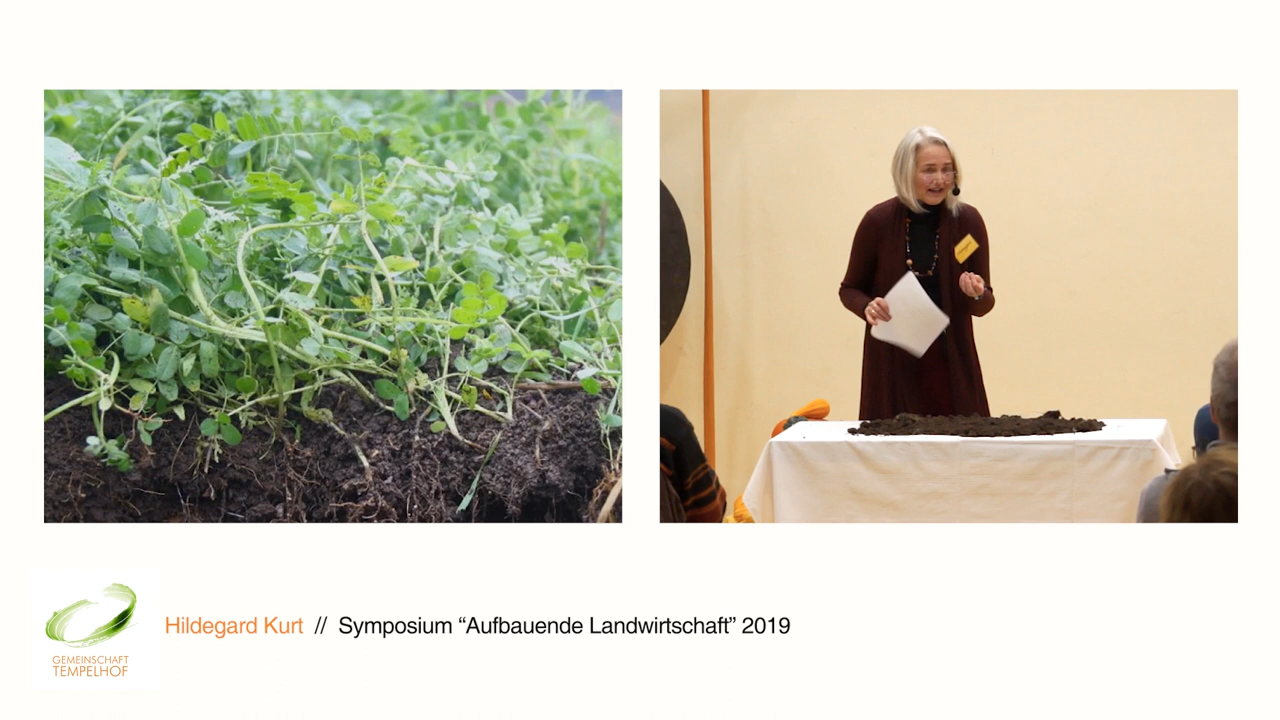 Hildegard Kurt // Symposium “Aufbauende Landwirtschaft” 2019
GEMEINSCHAFT
TEMPELHOF